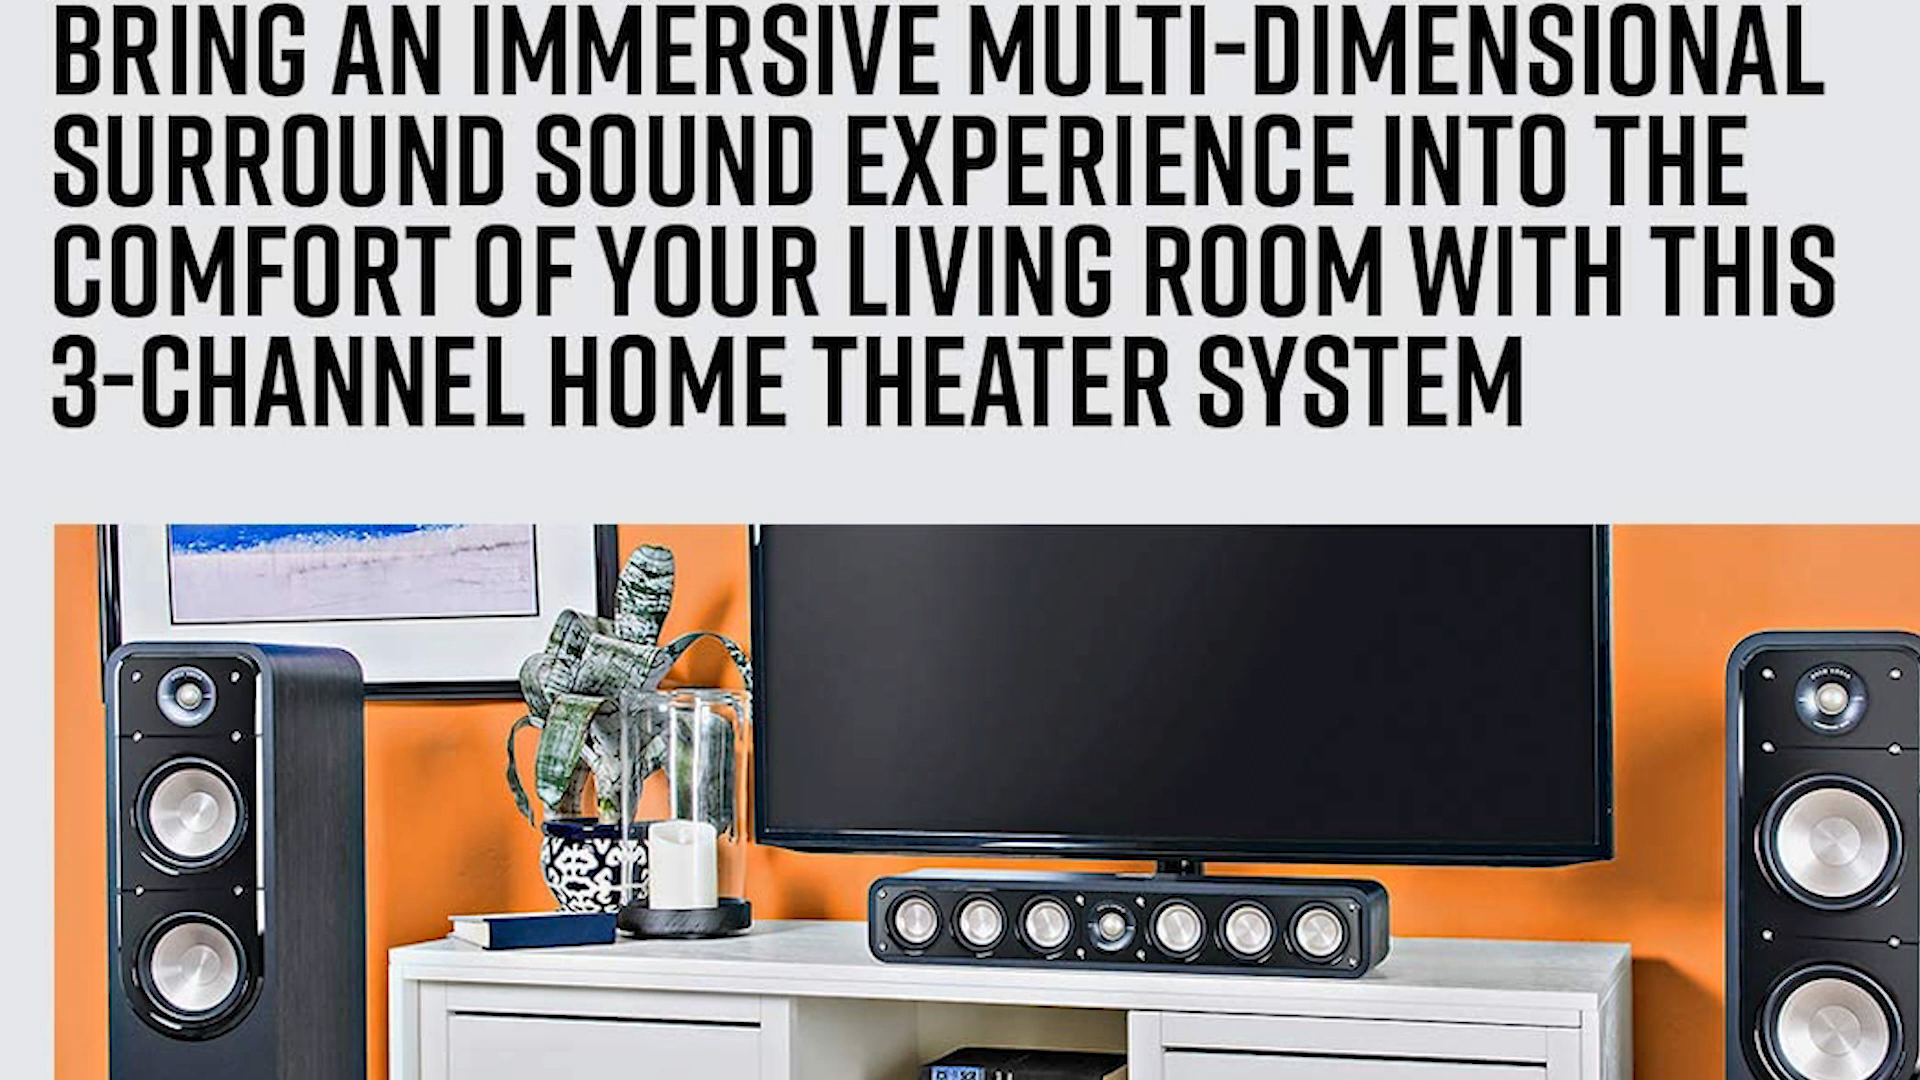 BRING AN IMMERSIVE MULTI-DIMENSIONAL
SURROUND SOUND EXPERIENCE INTO THE
COMFORT OF YOUR LIVING ROOM WITH THIS
3-CHANNEL HOME THEATER SYSTEM